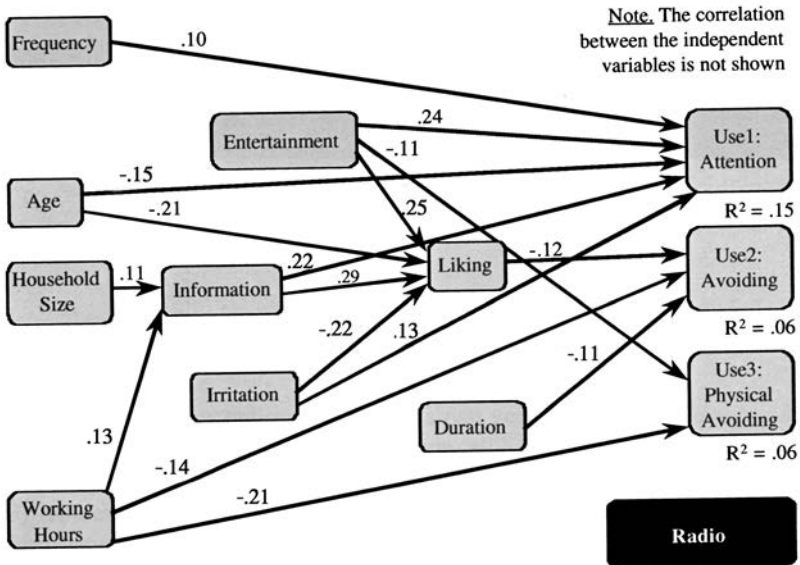 Note. The correlation
between the independent
variables is not shown
Frequency
.10
Entertainment
.24
-.11
.25
Use1:
Attention
R² = .15
Age
-.15
-.21
Household
Size
.11
Information
.22
.29
Liking
-.12
Use2:
Avoiding
R² = .06
-.22
.13
Irritation
-.11
Duration
Use3:
Physical
Avoiding
R² = .06
.13
-.14
-.21
Working
Hours
Radio